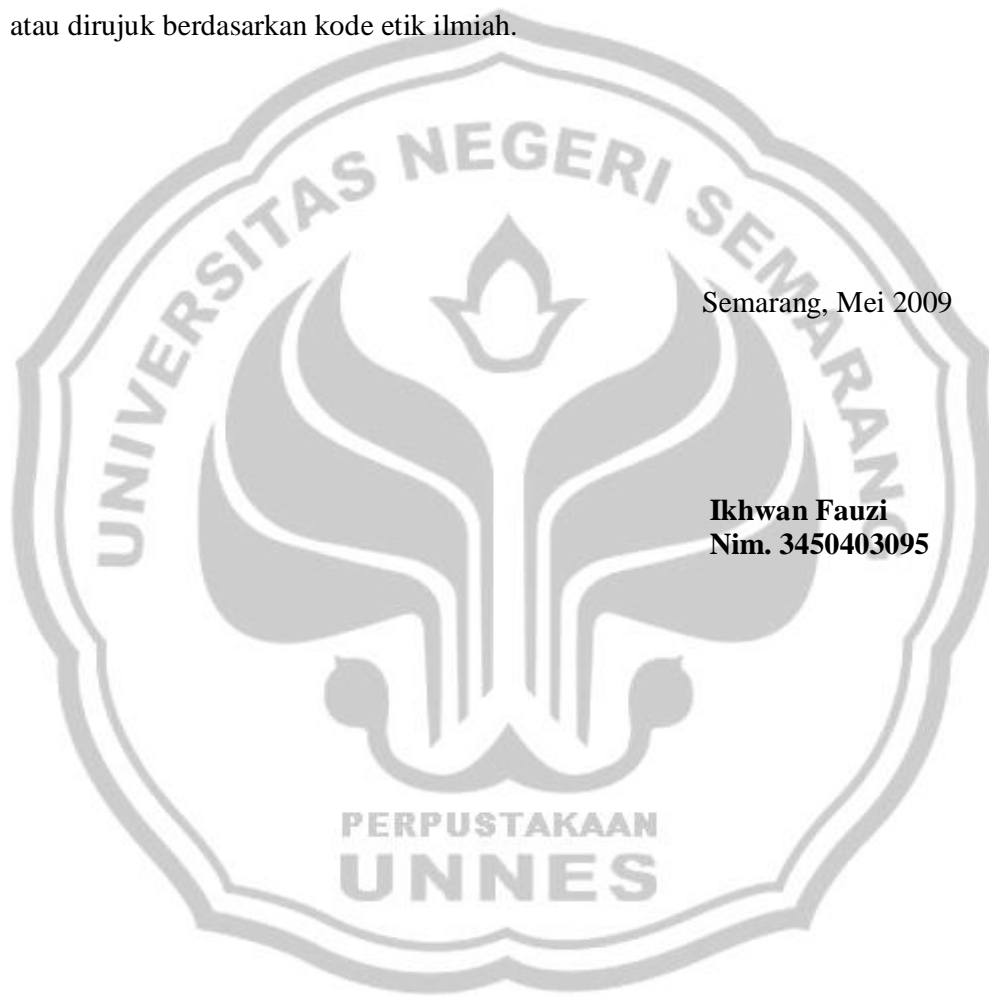 atau dirujuk berdasarkan kode etik ilmiah.
UNIVERSITAS NEGERI SEMARANG
Semarang, Mei 2009
Ikhwan Fauzi
Nim. 3450403095
PERPUSTAKAAN
UNNES